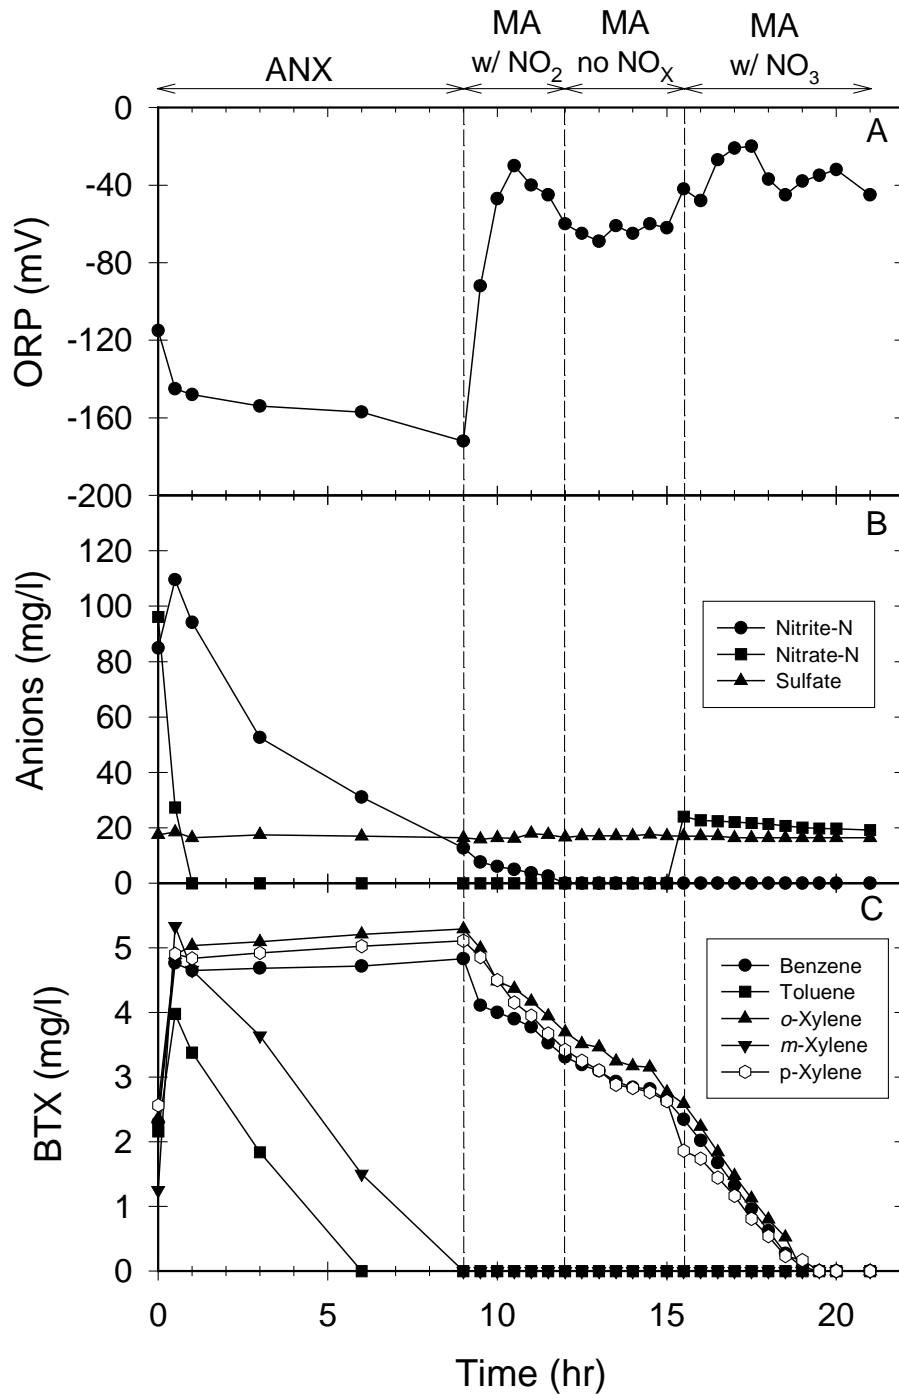 MA MA MA
ANX w/ NO2 no NOX w/ NO3
0
A
-40
-80
-120
-160
-200
ORP (mV)
B
120
100
80
60
40
20
0
Anions (mg/l)
Nitrite-N
Nitrate-N
Sulfate
C
5
4
3
2
1
0
BTX (mg/l)
Benzene
Toluene
o-Xylene
m-Xylene
p-Xylene
0 5 10 15 20
Time (hr)